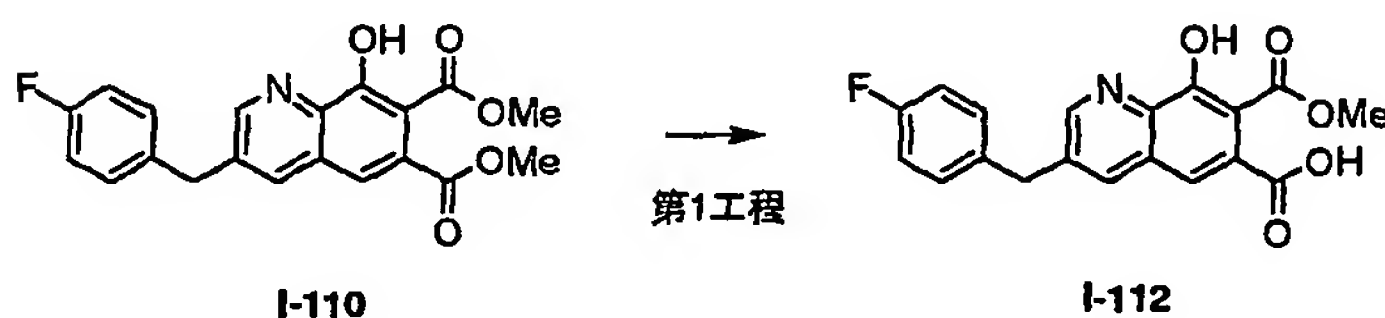 OH O OH O
F N OMe F N OMe
OMe OH
O O
第1工程
I-110 I-112